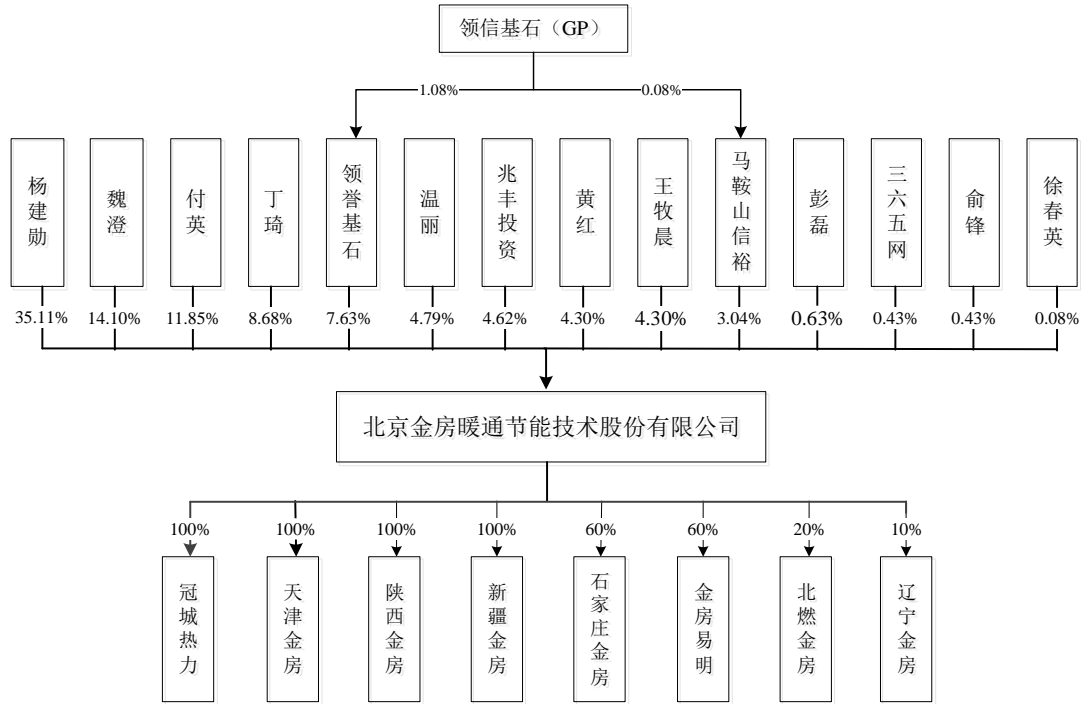 领信基石（GP）
1.08%
0.08%
杨建勋
魏澄
付英
丁琦
领誉基石
温丽
兆丰投资
黄红
王牧晨
马鞍山信裕
彭磊
三六五网
俞锋
徐春英
35.11%
14.10%
11.85%
8.68%
7.63%
4.79%
4.62%
4.30%
4.30%
3.04%
0.63%
0.43%
0.43%
0.08%
北京金房暖通节能技术股份有限公司
100%
100%
100%
100%
60%
60%
20%
10%
冠城热力
天津金房
陕西金房
新疆金房
石家庄金房
金房易明
北燃金房
辽宁金房